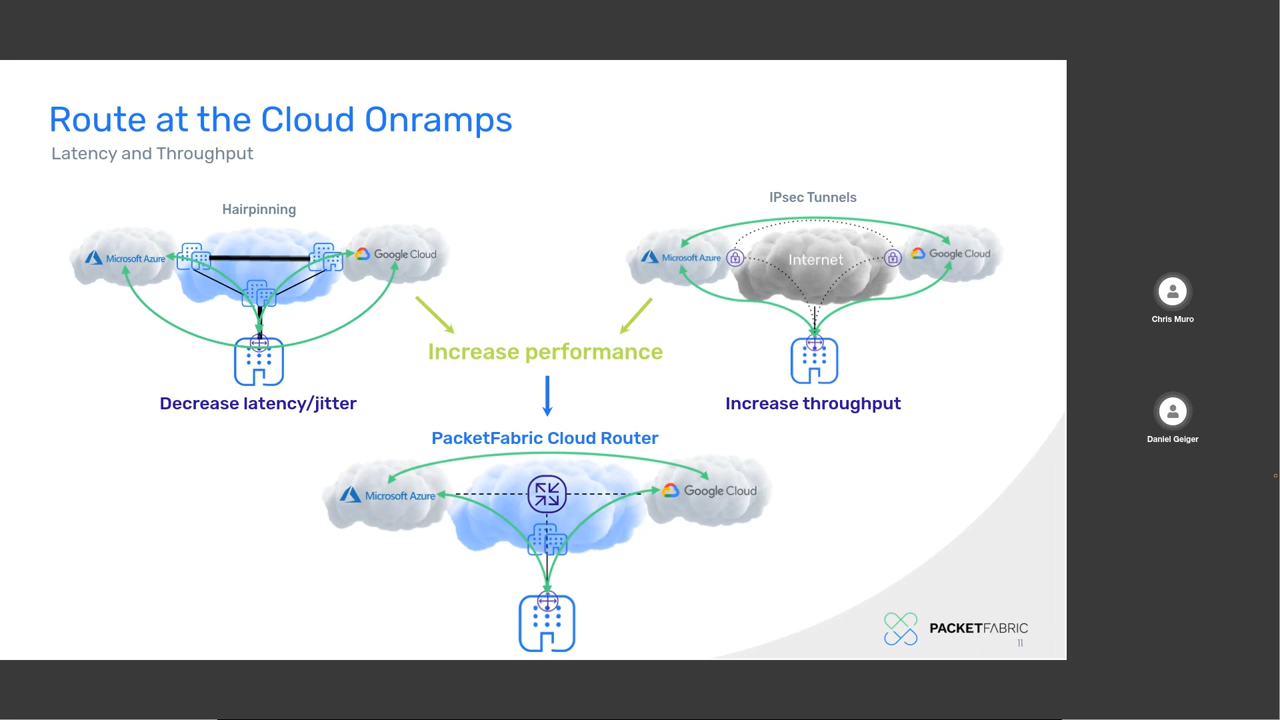 Route at the Cloud Onramps
Latency and Throughput
Hairpinning
Microsoft Azure
Google Cloud
Decrease latency/jitter
IPsec Tunnels
Microsoft Azure
Internet
Google Cloud
Increase throughput
Increase performance
PacketFabric Cloud Router
Microsoft Azure
Google Cloud
PACKETFABRIC
11
Chris Muro
Daniel Geiger